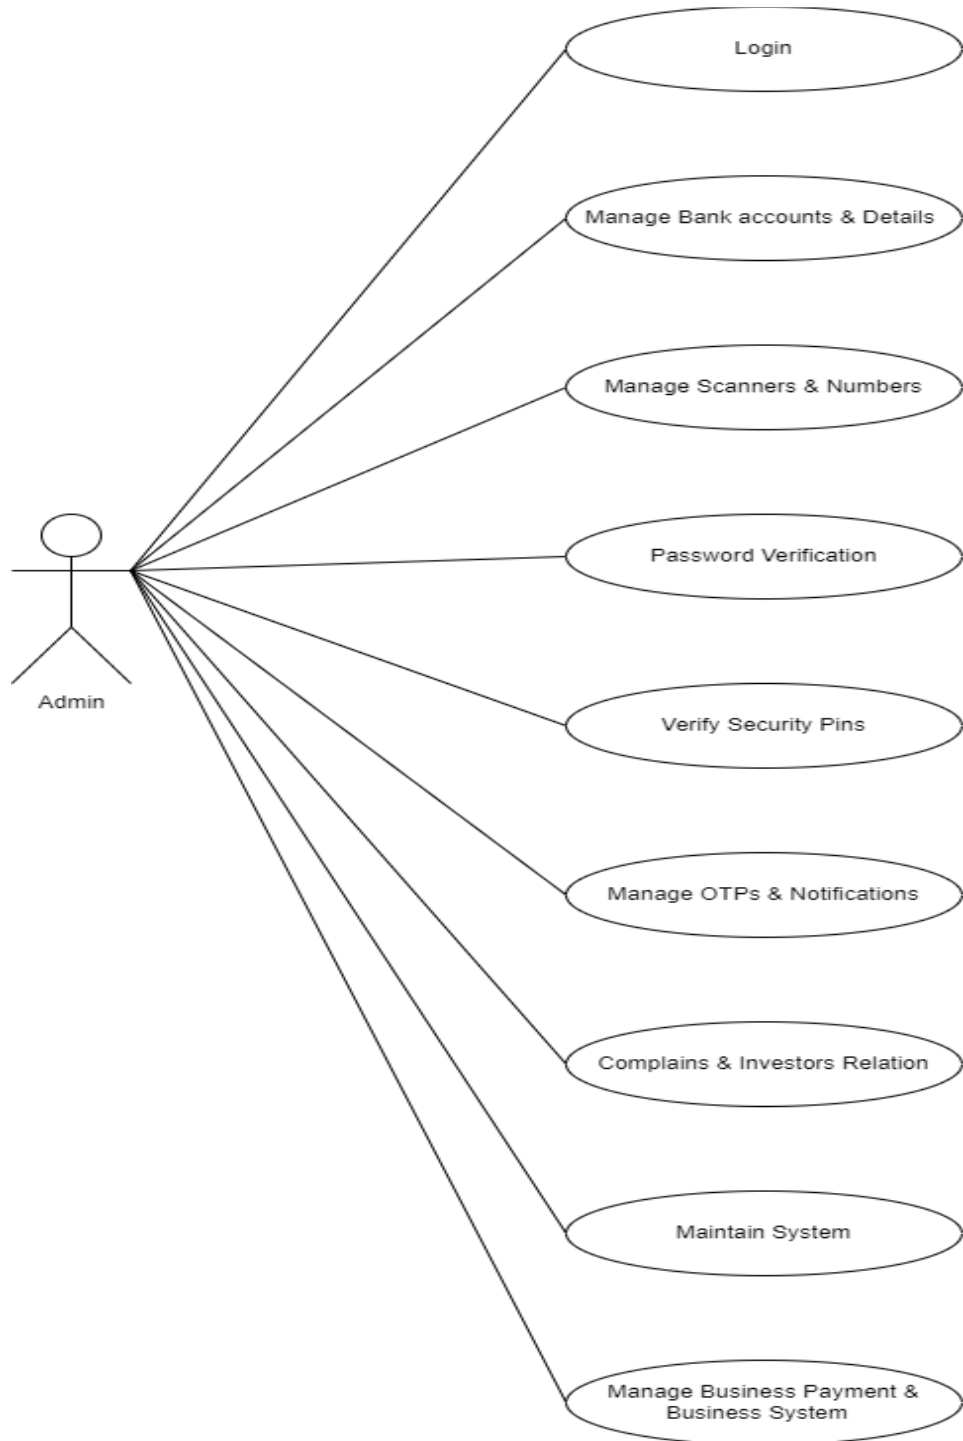 Login
Manage Bank accounts & Details
Manage Scanners & Numbers
Password Verification
Verify Security Pins
Admin
Manage OTPs & Notifications
Complains & Investors Relation
Maintain System
Manage Business Payment &
Business System